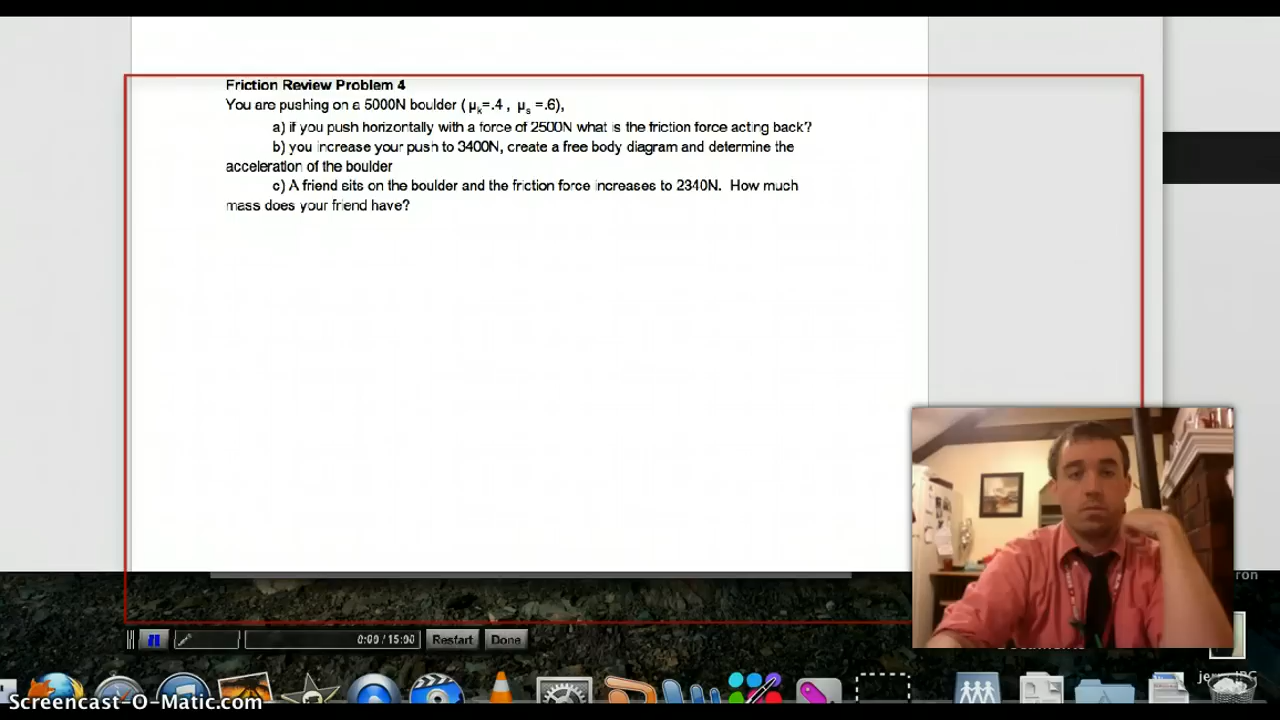 Friction Review Problem 4
You are pushing on a 5000N boulder ( µk=.4 , µs =.6),
a) if you push horizontally with a force of 2500N what is the friction force acting back?
b) you increase your push to 3400N, create a free body diagram and determine the
acceleration of the boulder
c) A friend sits on the boulder and the friction force increases to 2340N. How much
mass does your friend have?
ron
0:00 / 15:00 Restart Done
Screencast-O-Matic.com